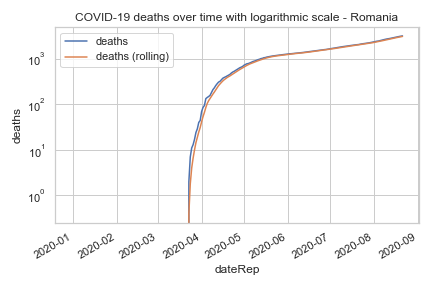 COVID-19 deaths over time with logarithmic scale - Romania
deaths
deaths (rolling)
10³
10²
10¹
10⁰
deaths
2020-01
2020-02
2020-03
2020-04
2020-05
2020-06
2020-07
2020-08
2020-09
dateRep